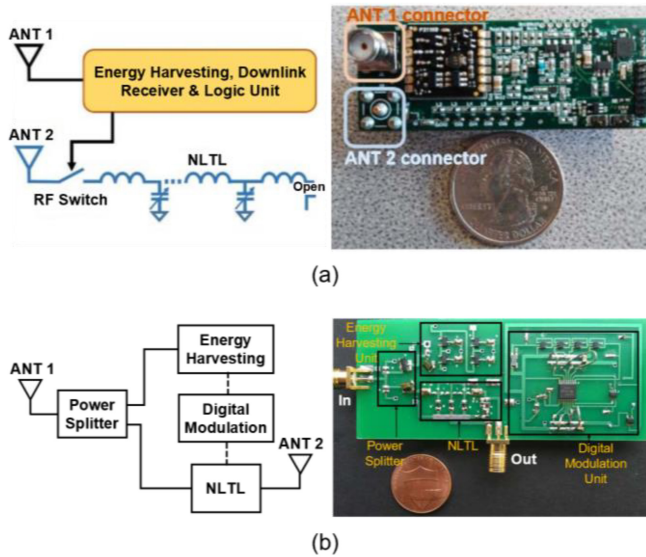 ANT 1
Energy Harvesting, Downlink
Receiver & Logic Unit
ANT 2
NLTL
RF Switch
Open
ANT 1 connector
ANT 2 connector
(a)
ANT 1
Power
Splitter
Energy
Harvesting
Digital
Modulation
ANT 2
NLTL
Energy
Harvesting
Unit
In
Power
Splitter
NLTL
Out
Digital
Modulation
Unit
(b)